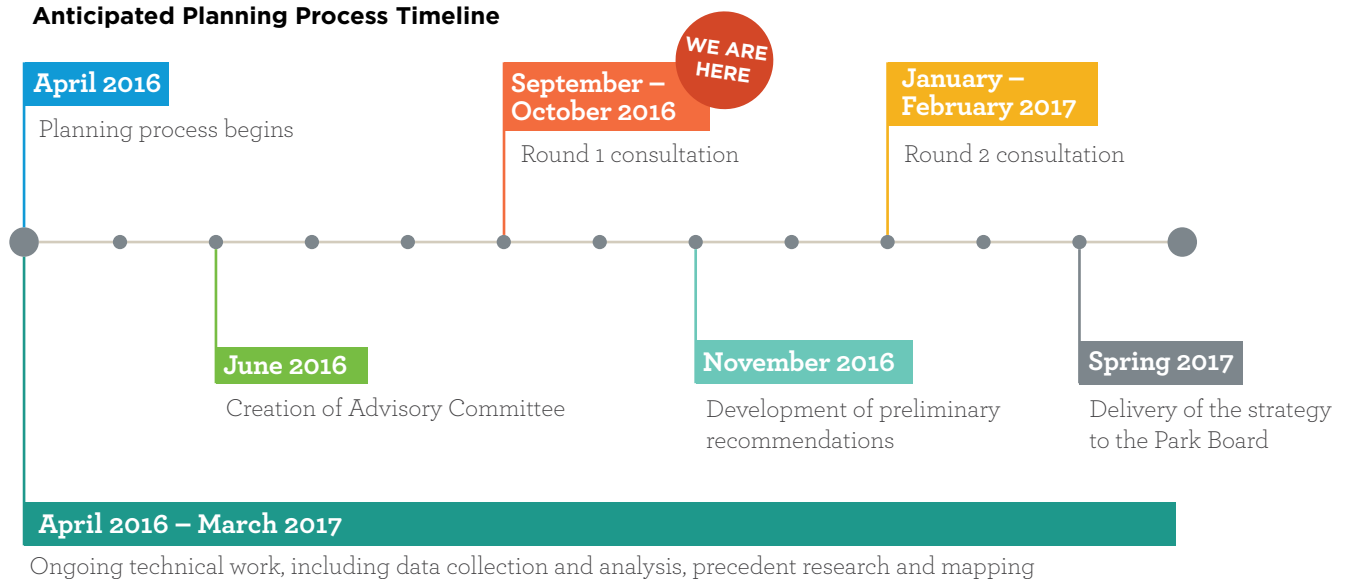 Anticipated Planning Process Timeline
April 2016
Planning process begins
September –
October 2016
WE ARE
HERE
Round 1 consultation
January –
February 2017
Round 2 consultation
June 2016
Creation of Advisory Committee
November 2016
Development of preliminary
recommendations
Spring 2017
Delivery of the strategy
to the Park Board
April 2016 – March 2017
Ongoing technical work, including data collection and analysis, precedent research and mapping